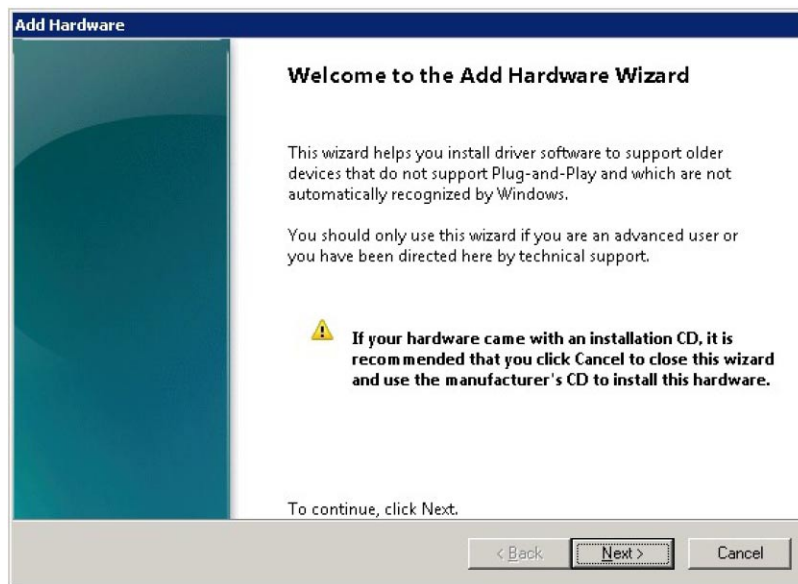 Add Hardware
Welcome to the Add Hardware Wizard
This wizard helps you install driver software to support older
devices that do not support Plug-and-Play and which are not
automatically recognized by Windows.
You should only use this wizard if you are an advanced user or
you have been directed here by technical support.
If your hardware came with an installation CD, it is
recommended that you click Cancel to close this wizard
and use the manufacturer's CD to install this hardware.
To continue, click Next.
< Back Next > Cancel